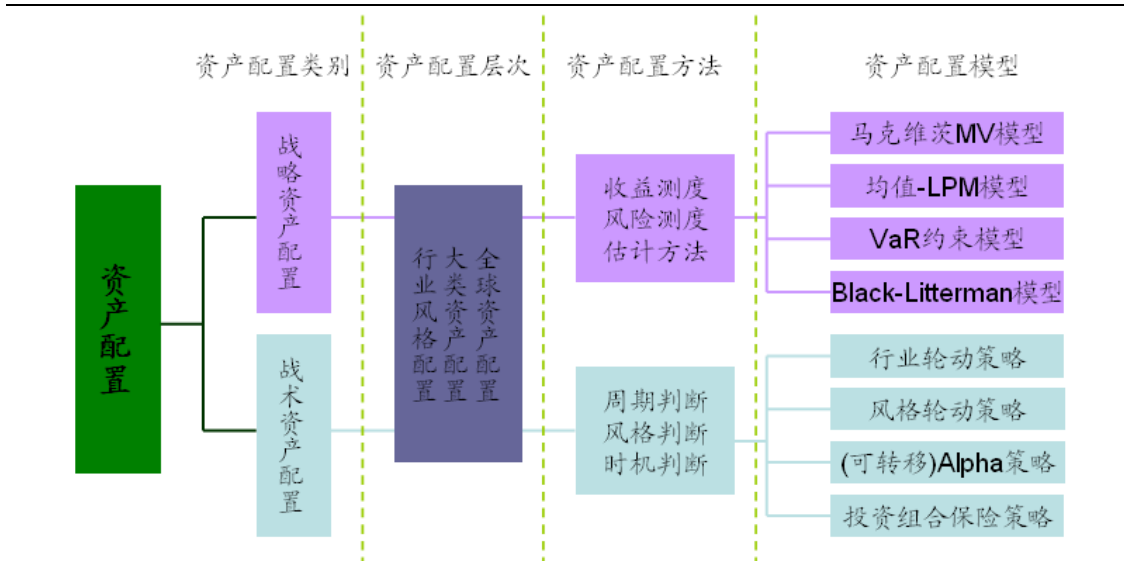 资产配置类别
资产配置层次
资产配置方法
资产配置模型
资产配置
战略资产配置
战术资产配置
全球资产配置
大类资产配置
行业风格配置
收益测度
风险测度
估计方法
周期判断
风格判断
时机判断
马克维茨MV模型
均值-LPM模型
VaR约束模型
Black-Litterman模型
行业轮动策略
风格轮动策略
(可转移)Alpha策略
投资组合保险策略